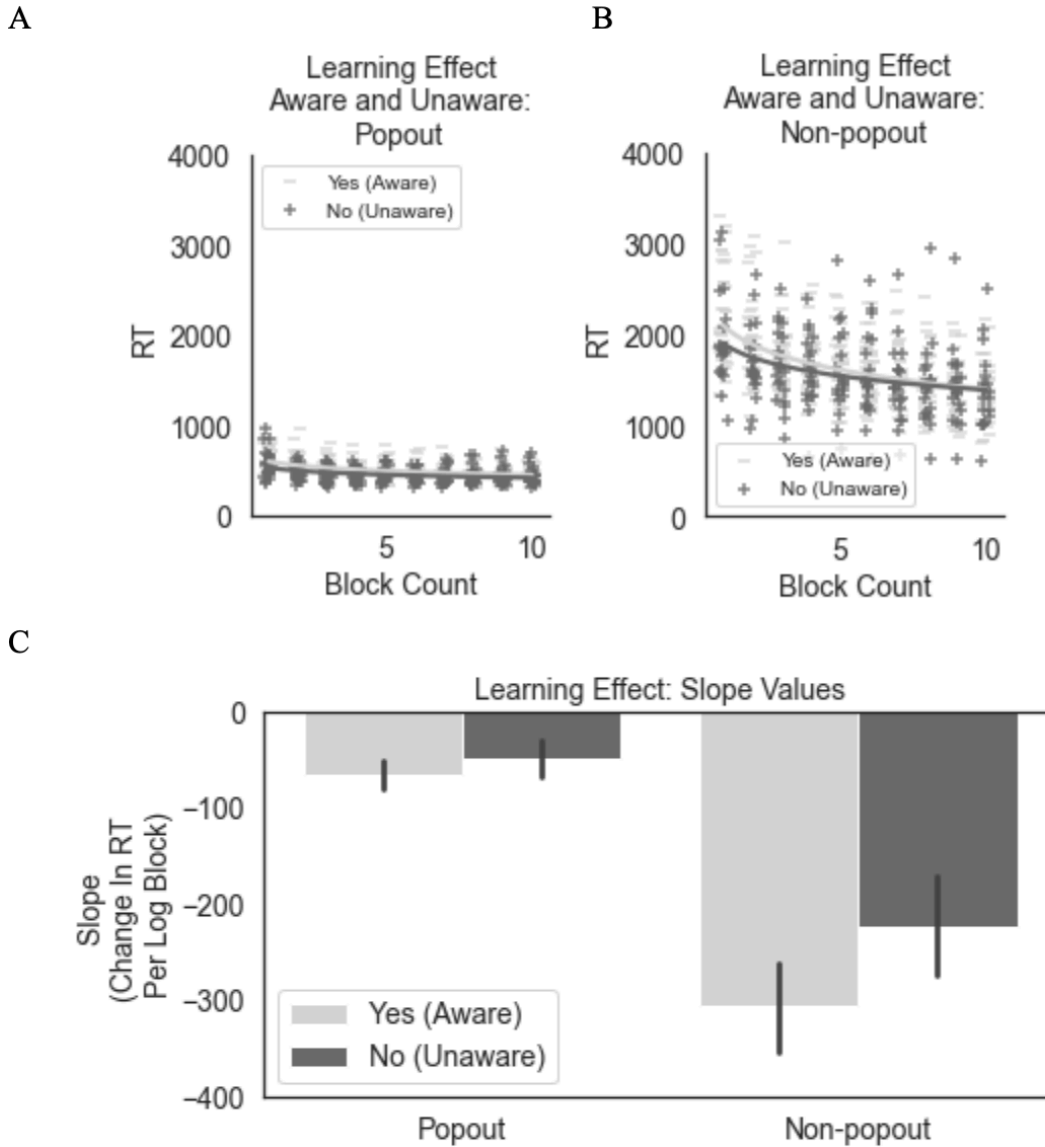 A
Learning Effect
Aware and Unaware:
Popout
4000
3000
2000
1000
0
RT
Yes (Aware)
No (Unaware)
5
10
Block Count
B
Learning Effect
Aware and Unaware:
Non-popout
4000
3000
2000
1000
0
RT
Yes (Aware)
No (Unaware)
5
10
Block Count
C
Learning Effect: Slope Values
0
−100
−200
−300
−400
Slope
(Change In RT
Per Log Block)
Yes (Aware)
No (Unaware)
Popout
Non-popout